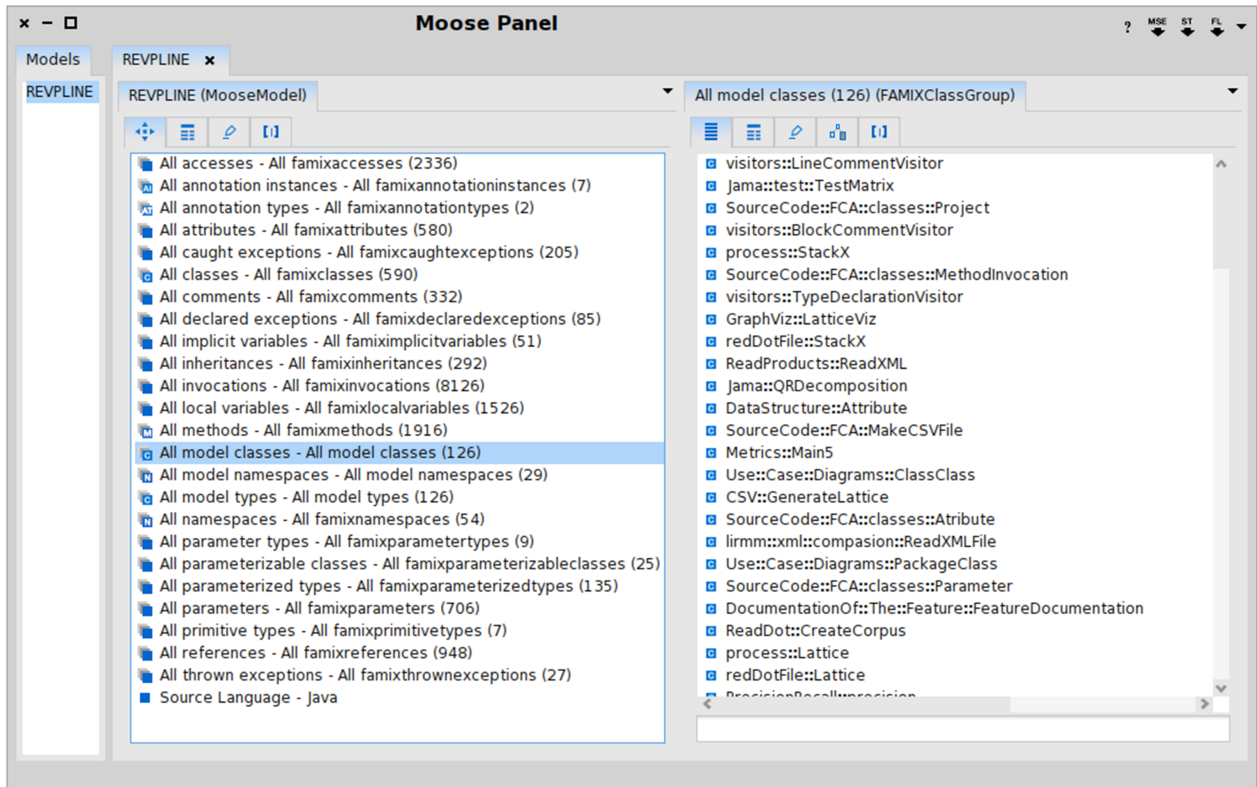 Moose Panel
? MSE ST FL
Models
REVPLINE
REVPLINE
REVPLINE (MooseModel)
All accesses - All famixaccesses (2336)
All annotation instances - All famixannotationinstances (7)
All annotation types - All famixannotationtypes (2)
All attributes - All famixattributes (580)
All caught exceptions - All famixcaughtexceptions (205)
All classes - All famixclasses (590)
All comments - All famixcomments (332)
All declared exceptions - All famixdeclaredexceptions (85)
All implicit variables - All famiximplicitvariables (51)
All inheritances - All famixinheritances (292)
All invocations - All famixinvocations (8126)
All local variables - All famixlocalvariables (1526)
All methods - All famixmethods (1916)
All model classes - All model classes (126)
All model namespaces - All model namespaces (29)
All model types - All model types (126)
All namespaces - All famixnamespaces (54)
All parameter types - All famixparametertypes (9)
All parameterizable classes - All famixparameterizableclasses (25)
All parameterized types - All famixparameterizedtypes (135)
All parameters - All famixparameters (706)
All primitive types - All famixprimitivetypes (7)
All references - All famixreferences (948)
All thrown exceptions - All famixthrownexceptions (27)
Source Language - Java
All model classes (126) (FAMIXClassGroup)
visitors::LineCommentVisitor
Jama::test::TestMatrix
SourceCode::FCA::classes::Project
visitors::BlockCommentVisitor
process::StackX
SourceCode::FCA::classes::MethodInvocation
visitors::TypeDeclarationVisitor
GraphViz::LatticeViz
redDotFile::StackX
ReadProducts::ReadXML
Jama::QRDecomposition
DataStructure::Attribute
SourceCode::FCA::MakeCSVFile
Metrics::Main5
Use::Case::Diagrams::ClassClass
CSV::GenerateLattice
SourceCode::FCA::classes::Atribute
lirmm::xml::compasion::ReadXMLFile
Use::Case::Diagrams::PackageClass
SourceCode::FCA::classes::Parameter
DocumentationOf::The::Feature::FeatureDocumentation
ReadDot::CreateCorpus
process::Lattice
redDotFile::Lattice
PrecisionRecall::precision